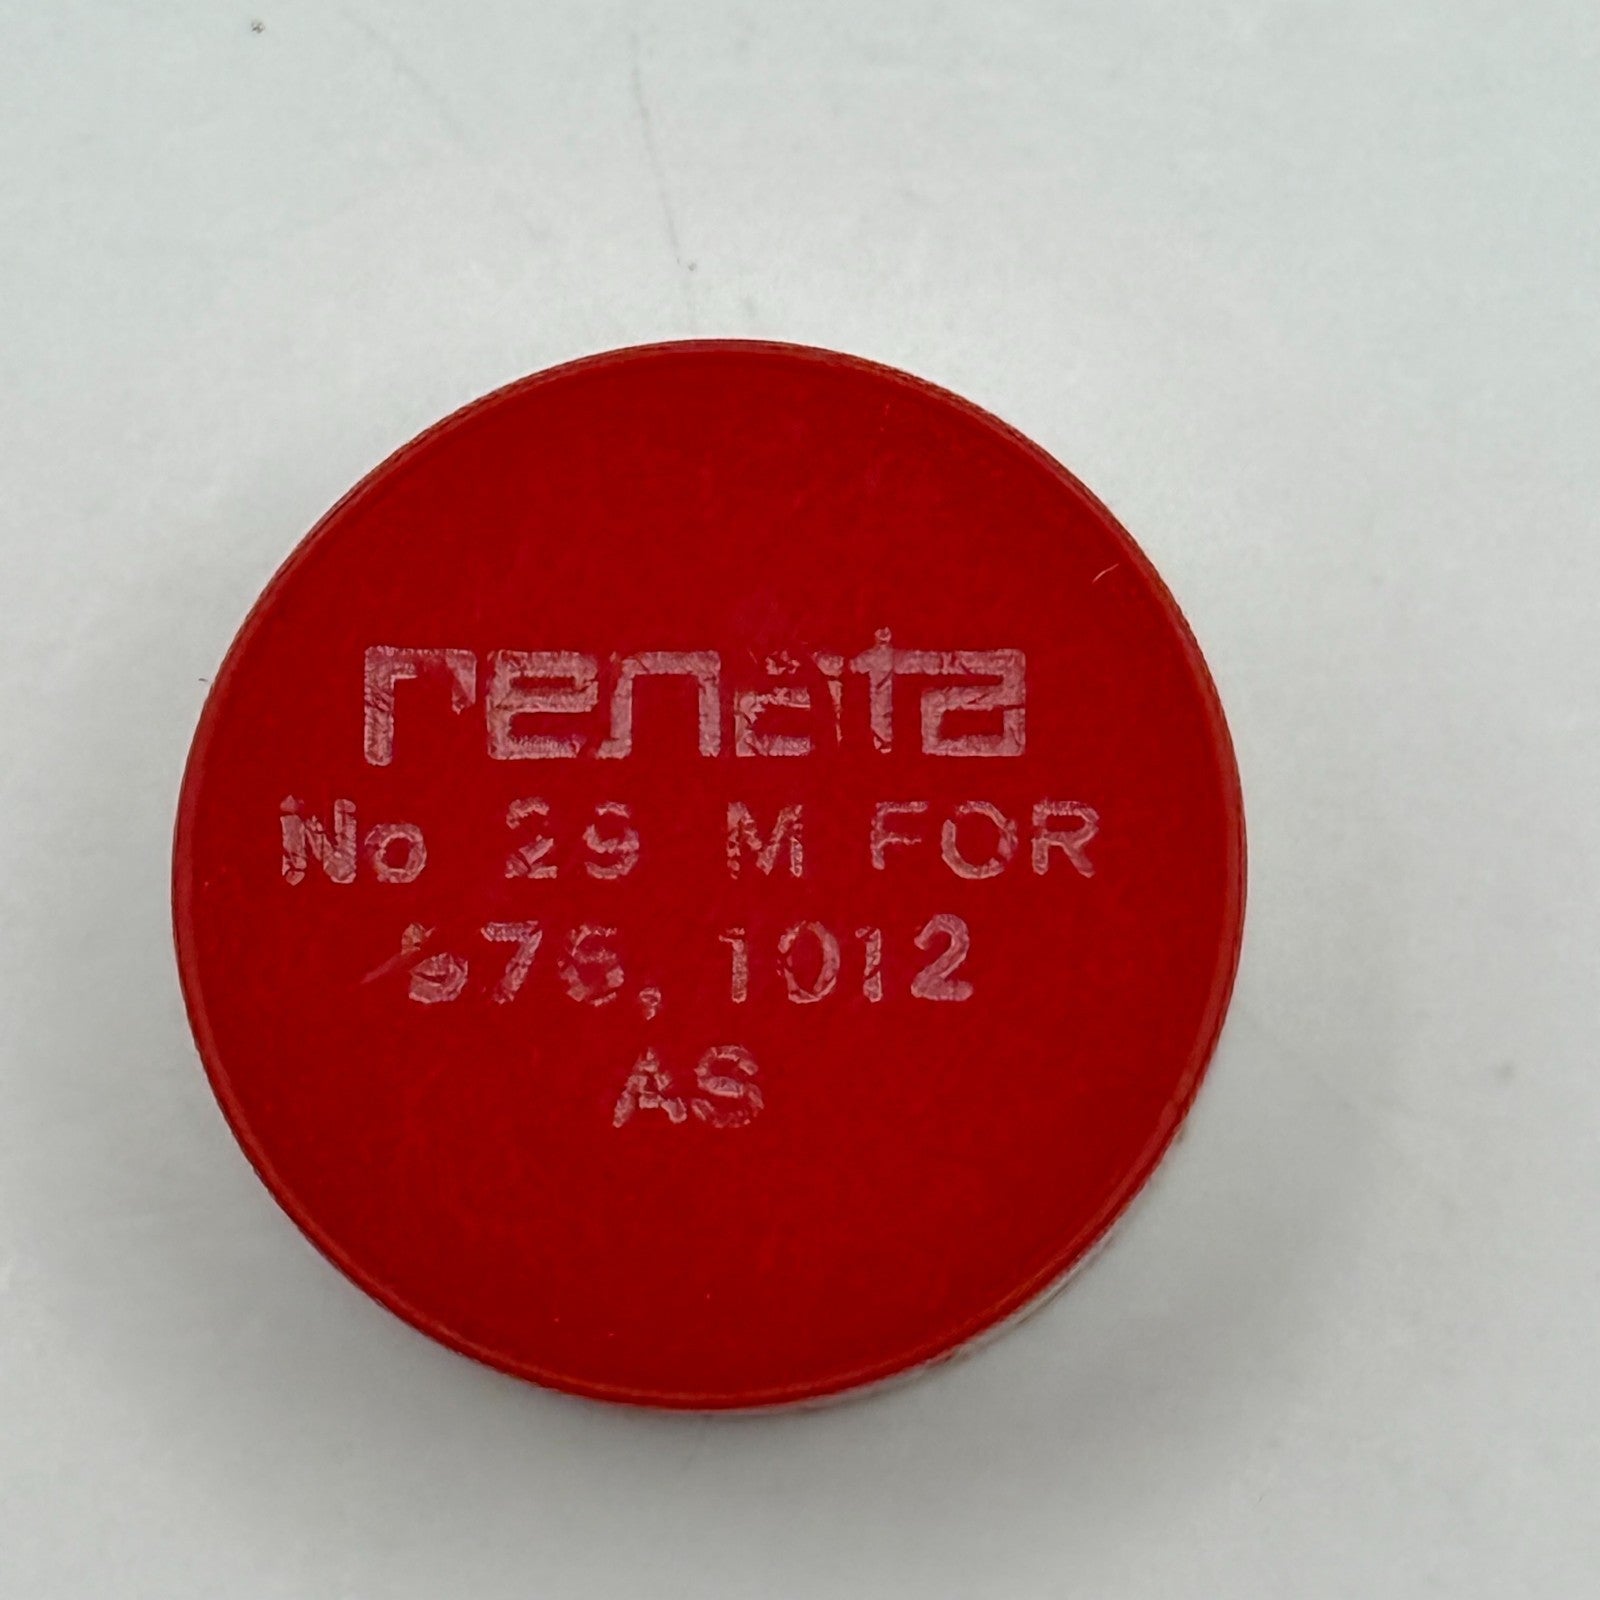 renata
No 29 M FOR
676, 1012
AS